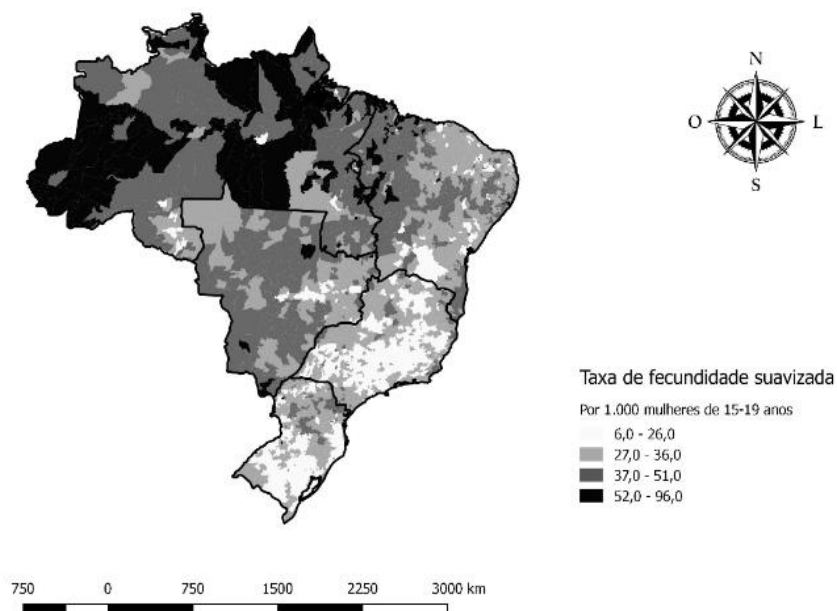 N
O L
S
Taxa de fecundidade suavizada
Por 1.000 mulheres de 15-19 anos
6,0 - 26,0
27,0 - 36,0
37,0 - 51,0
52,0 - 96,0
750 0 750 1500 2250 3000 km